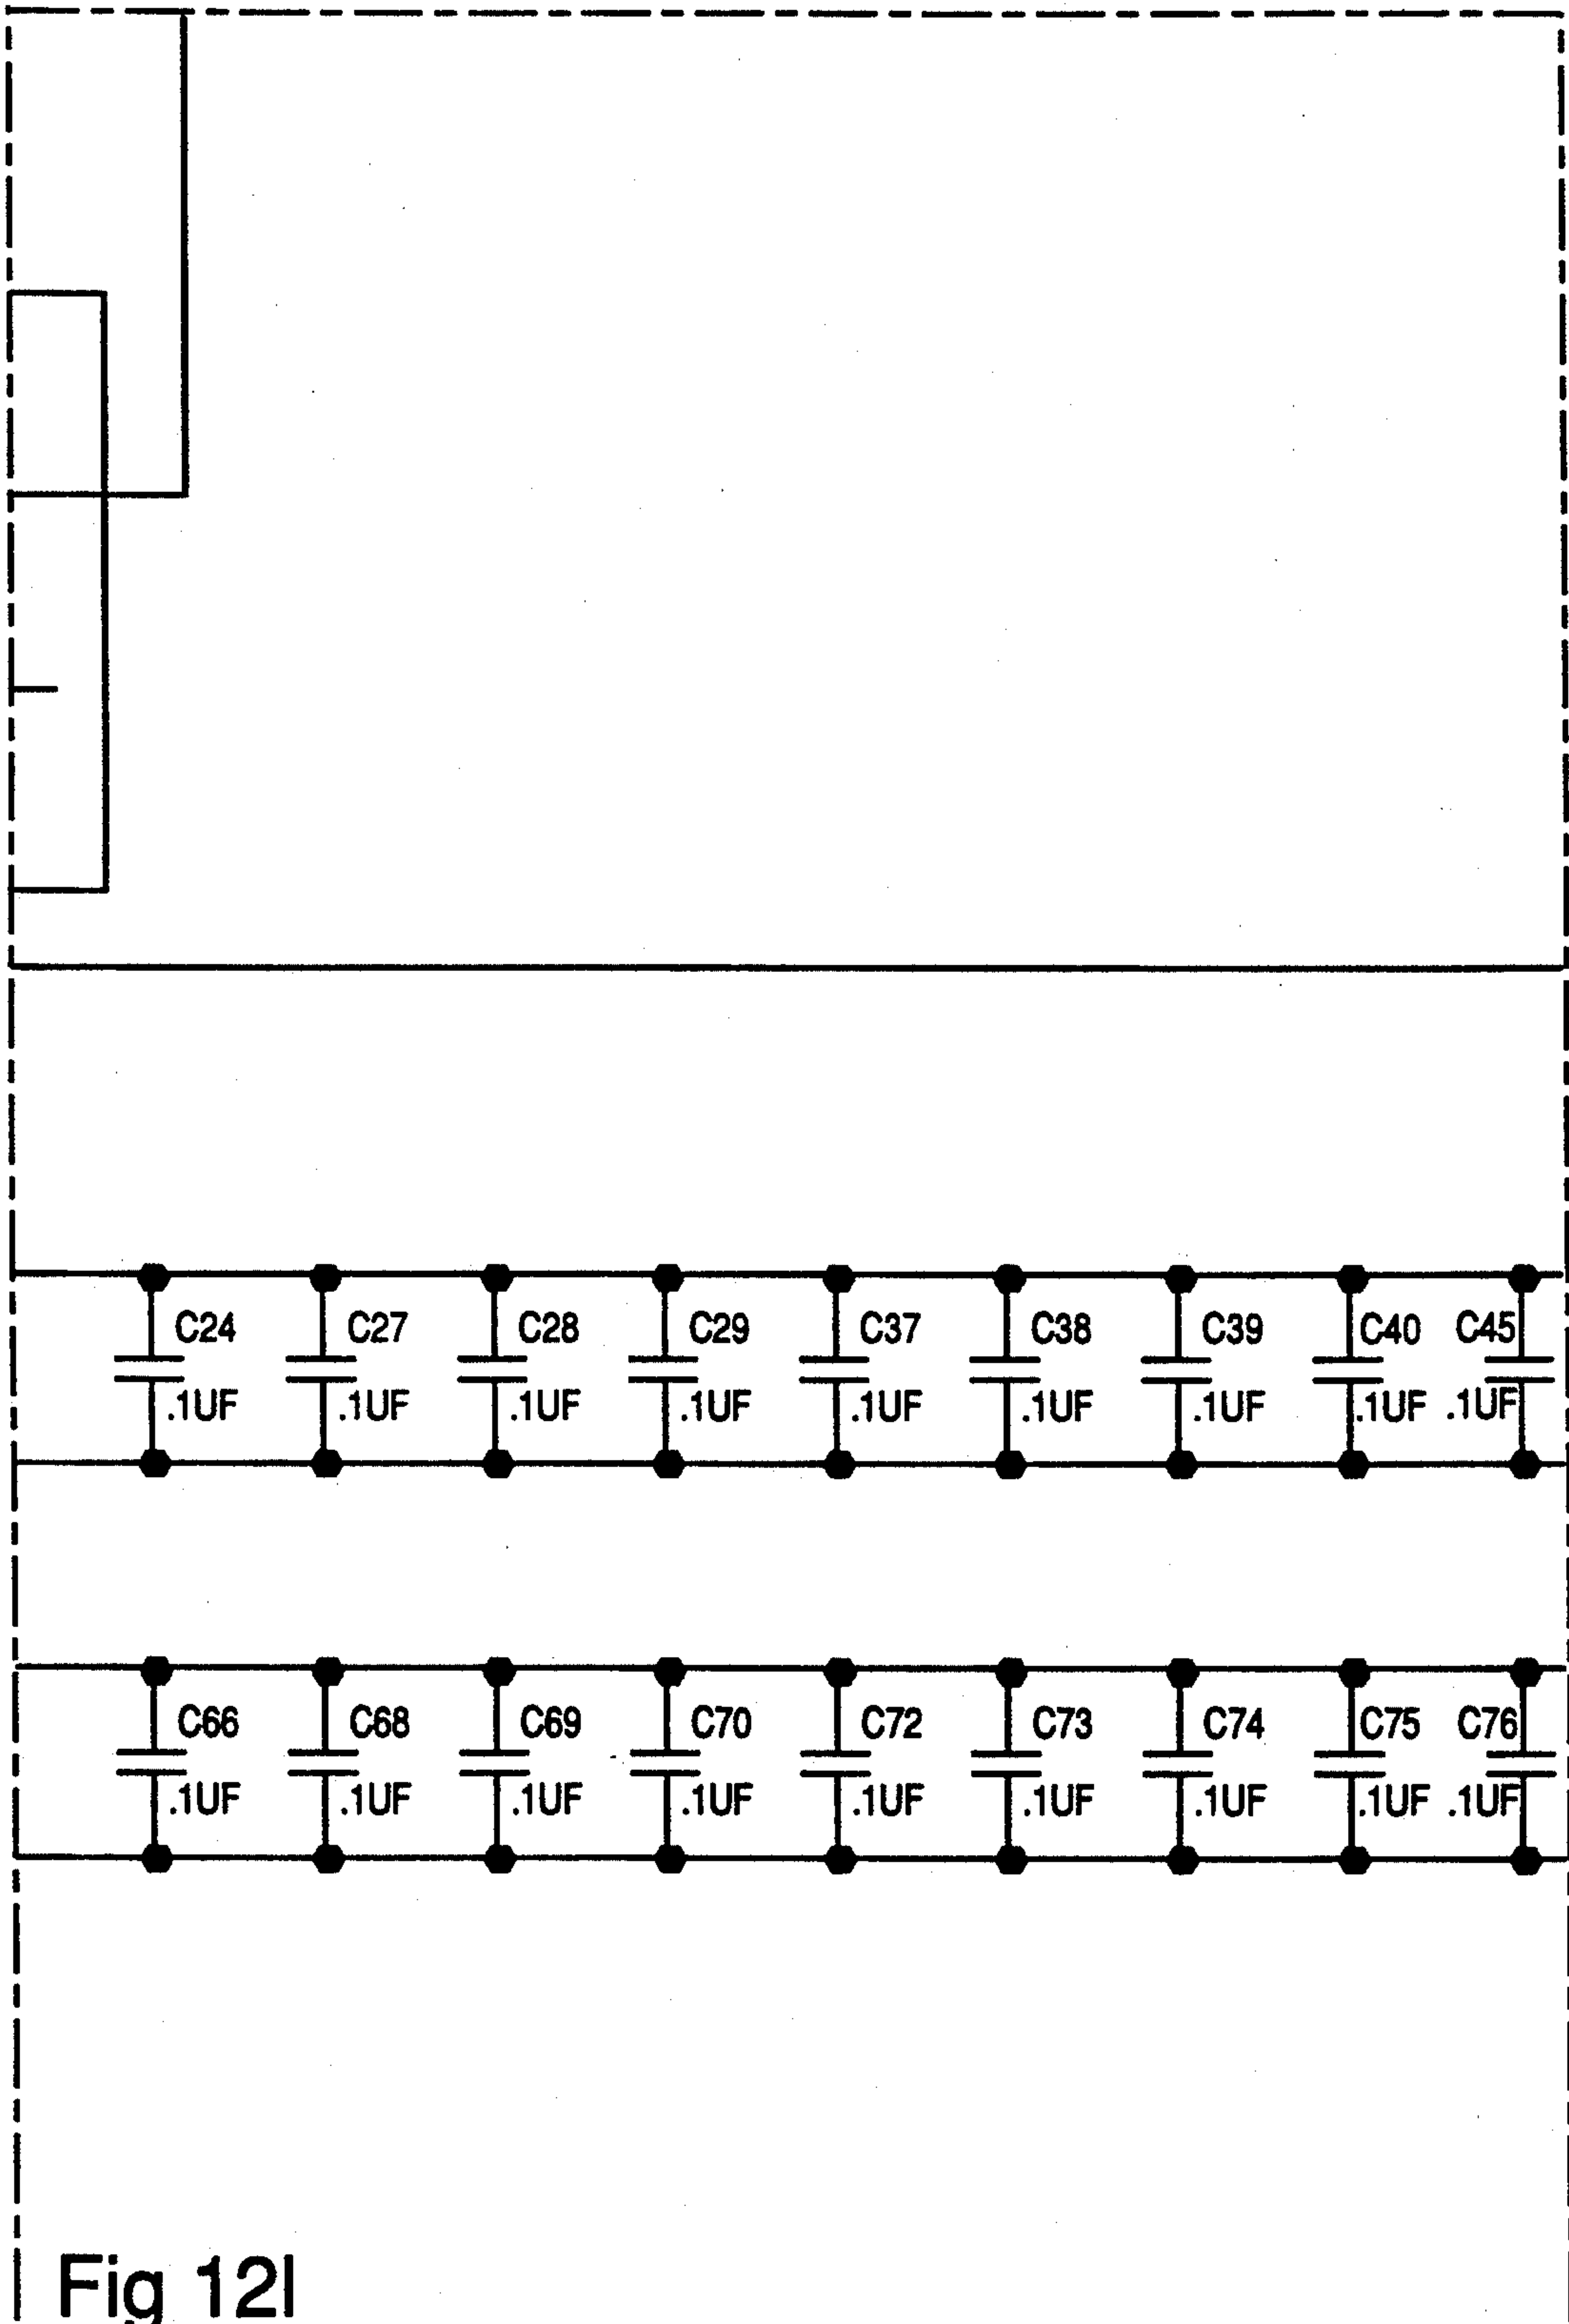 C24 C27 C28 C29 C37 C38 C39 C40 C45
.1UF .1UF .1UF .1UF .1UF .1UF .1UF .1UF .1UF
C66 C68 C69 C70 C72 C73 C74 C75 C76
.1UF .1UF .1UF .1UF .1UF .1UF .1UF .1UF .1UF
Fig 12l